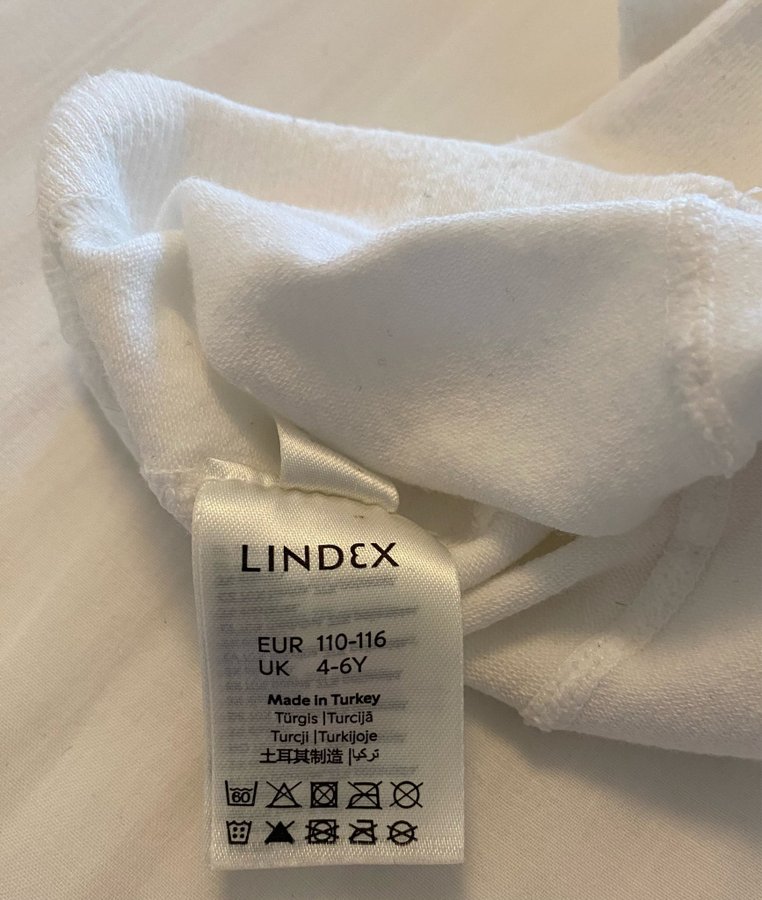 LINDEX
EUR 110-116
UK 4-6Y
Made in Turkey
Türgis |Turcijā
Turcji |Turkijoje
土耳其制造 |تركيا
60